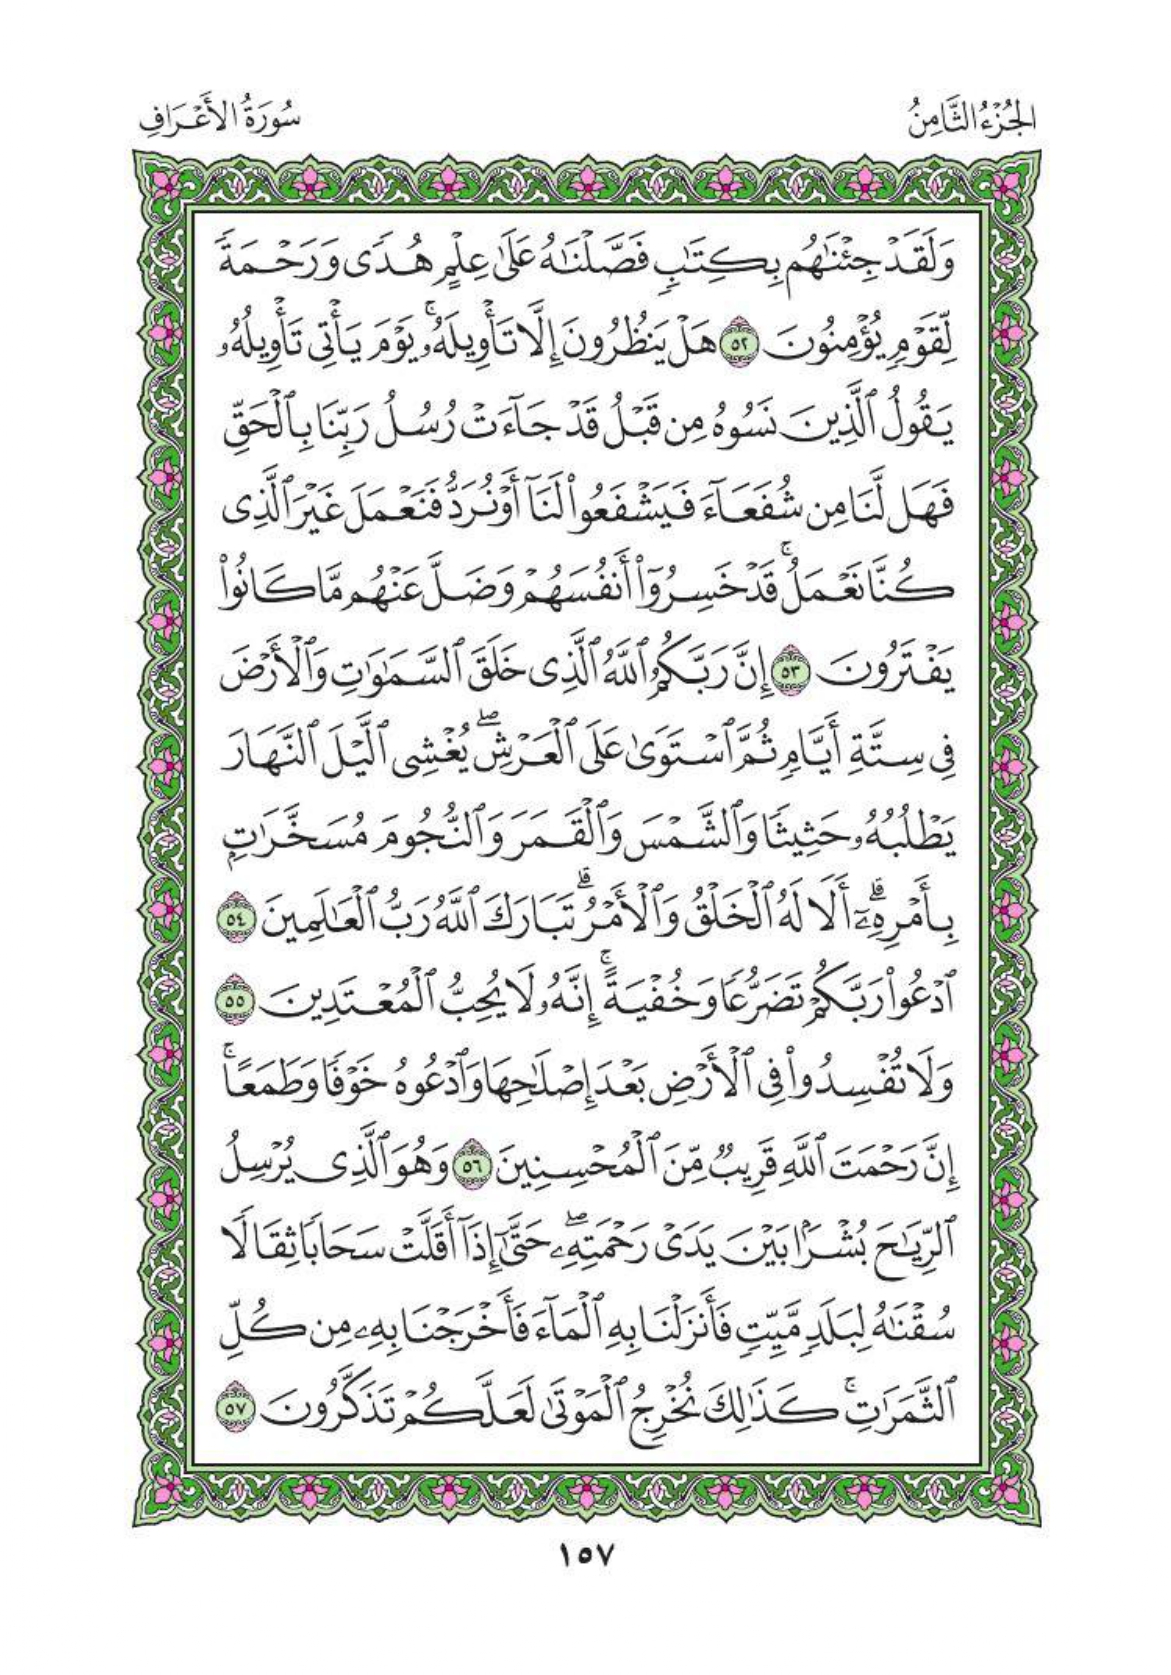 الجُزْءُ الثَّامِنُ
سُورَةُ الأَعْرَافِ
وَلَقَدْ جِئْنَٰهُم بِكِتَٰبٖ فَصَّلْنَٰهُ عَلَىٰ عِلْمٍ هُدٗى وَرَحْمَةٗ
لِّقَوْمٖ يُؤْمِنُونَ ٥٢ هَلْ يَنظُرُونَ إِلَّا تَأْوِيلَهُۥۚ يَوْمَ يَأْتِي تَأْوِيلُهُۥ
يَقُولُ ٱلَّذِينَ نَسُوهُ مِن قَبْلُ قَدْ جَآءَتْ رُسُلُ رَبِّنَا بِٱلْحَقِّ
فَهَل لَّنَا مِن شُفَعَآءَ فَيَشْفَعُوا۟ لَنَآ أَوْ نُرَدُّ فَنَعْمَلَ غَيْرَ ٱلَّذِى
كُنَّا نَعْمَلُۚ قَدْ خَسِرُوٓا۟ أَنفُسَهُمْ وَضَلَّ عَنْهُم مَّا كَانُوا۟
يَفْتَرُونَ ٥٣ إِنَّ رَبَّكُمُ ٱللَّهُ ٱلَّذِى خَلَقَ ٱلسَّمَٰوَٰتِ وَٱلْأَرْضَ
فِى سِتَّةِ أَيَّامٖ ثُمَّ ٱسْتَوَىٰ عَلَى ٱلْعَرْشِۖ يُغْشِى ٱلَّيْلَ ٱلنَّهَارَ
يَطْلُبُهُۥ حَثِيثٗا وَٱلشَّمْسَ وَٱلْقَمَرَ وَٱلنُّجُومَ مُسَخَّرَٰتِۭ
بِأَمْرِهِۦٓۗ أَلَا لَهُ ٱلْخَلْقُ وَٱلْأَمْرُۗ تَبَارَكَ ٱللَّهُ رَبُّ ٱلْعَٰلَمِينَ ٥٤
ٱدْعُوا۟ رَبَّكُمْ تَضَرُّعٗا وَخُفْيَةًۚ إِنَّهُۥ لَا يُحِبُّ ٱلْمُعْتَدِينَ ٥٥
وَلَا تُفْسِدُوا۟ فِى ٱلْأَرْضِ بَعْدَ إِصْلَٰحِهَا وَٱدْعُوهُ خَوْفٗا وَطَمَعًاۚ
إِنَّ رَحْمَتَ ٱللَّهِ قَرِيبٞ مِّنَ ٱلْمُحْسِنِينَ ٥٦ وَهُوَ ٱلَّذِى يُرْسِلُ
ٱلرِّيَٰحَ بُشْرَۢا بَيْنَ يَدَىْ رَحْمَتِهِۦۖ حَتَّىٰٓ إِذَآ أَقَلَّتْ سَحَابٗا ثِقَالٗا
سُقْنَٰهُ لِبَلَدٖ مَّيِّتٖ فَأَنزَلْنَا بِهِ ٱلْمَآءَ فَأَخْرَجْنَا بِهِۦ مِن كُلِّ
ٱلثَّمَرَٰتِۚ كَذَٰلِكَ نُخْرِجُ ٱلْمَوْتَىٰ لَعَلَّكُمْ تَذَكَّرُونَ ٥٧
١٥٧